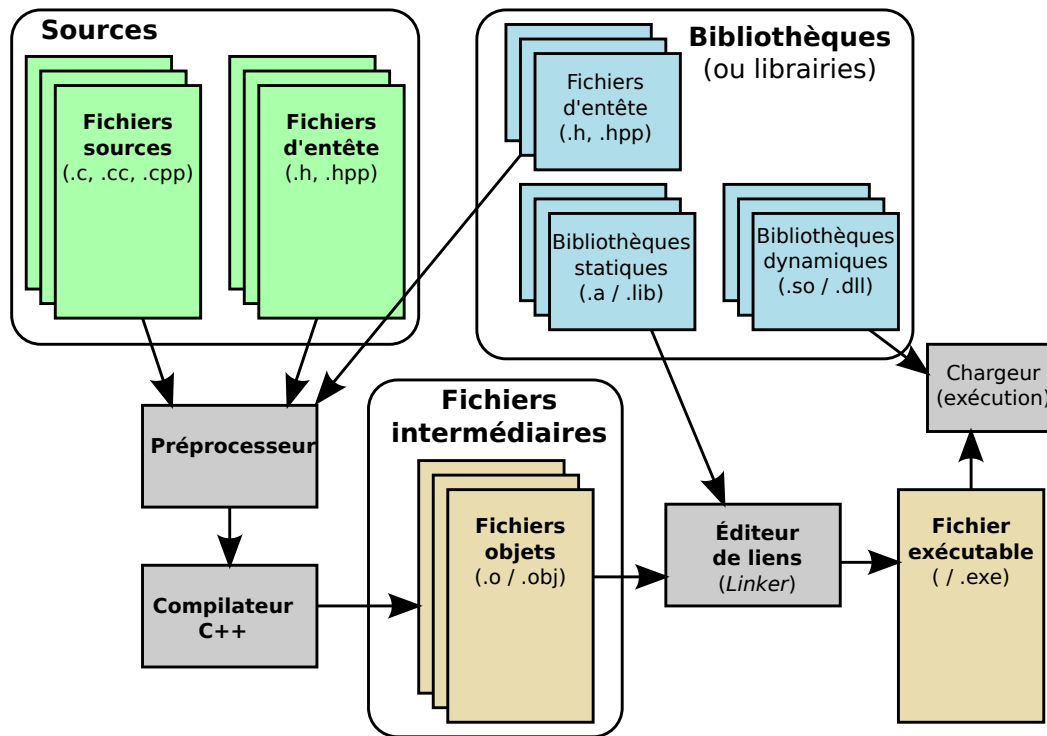 Sources
Fichiers
sources
(.c, .cc, .cpp)
Fichiers
d'entête
(.h, .hpp)
Bibliothèques
(ou librairies)
Fichiers
d'entête
(.h, .hpp)
Bibliothèques
statiques
(.a / .lib)
Bibliothèques
dynamiques
(.so / .dll)
Chargeur
(exécution)
Préprocesseur
Compilateur
C++
Fichiers
intermédiaires
Fichiers
objets
(.o / .obj)
Éditeur
de liens
(Linker)
Fichier
exécutable
( / .exe)